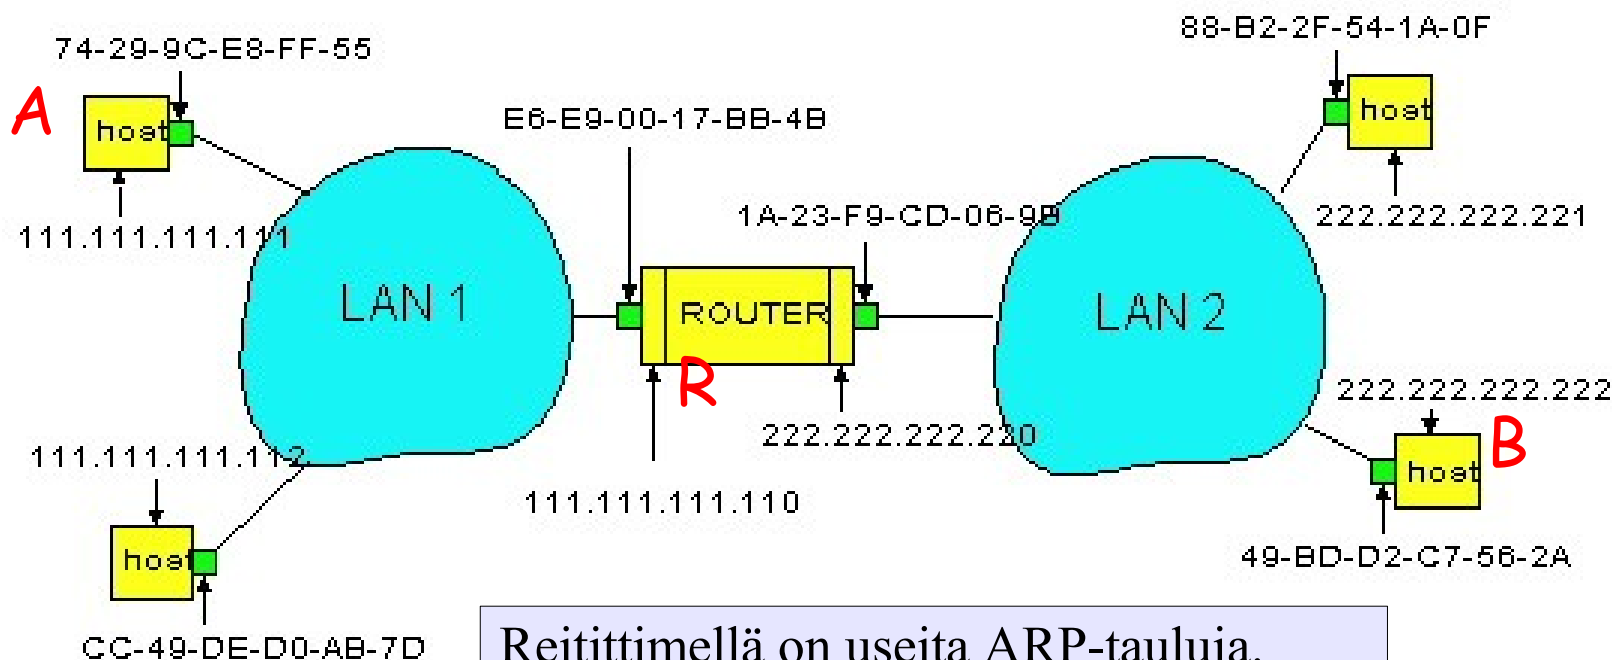 88-B2-2F-54-1A-0F
74-29-9C-E8-FF-55
A
host
E6-E9-00-17-BB-4B
host
1A-23-F9-CD-06-9B
222.222.222.221
111.111.111.111
LAN 1
ROUTER
LAN 2
R
222.222.222.222
222.222.222.220
B
host
111.111.111.112
111.111.111.110
host
49-BD-D2-C7-56-2A
CC-49-DE-D0-AB-7D
Reitittimellä on useita ARP-tauluja.